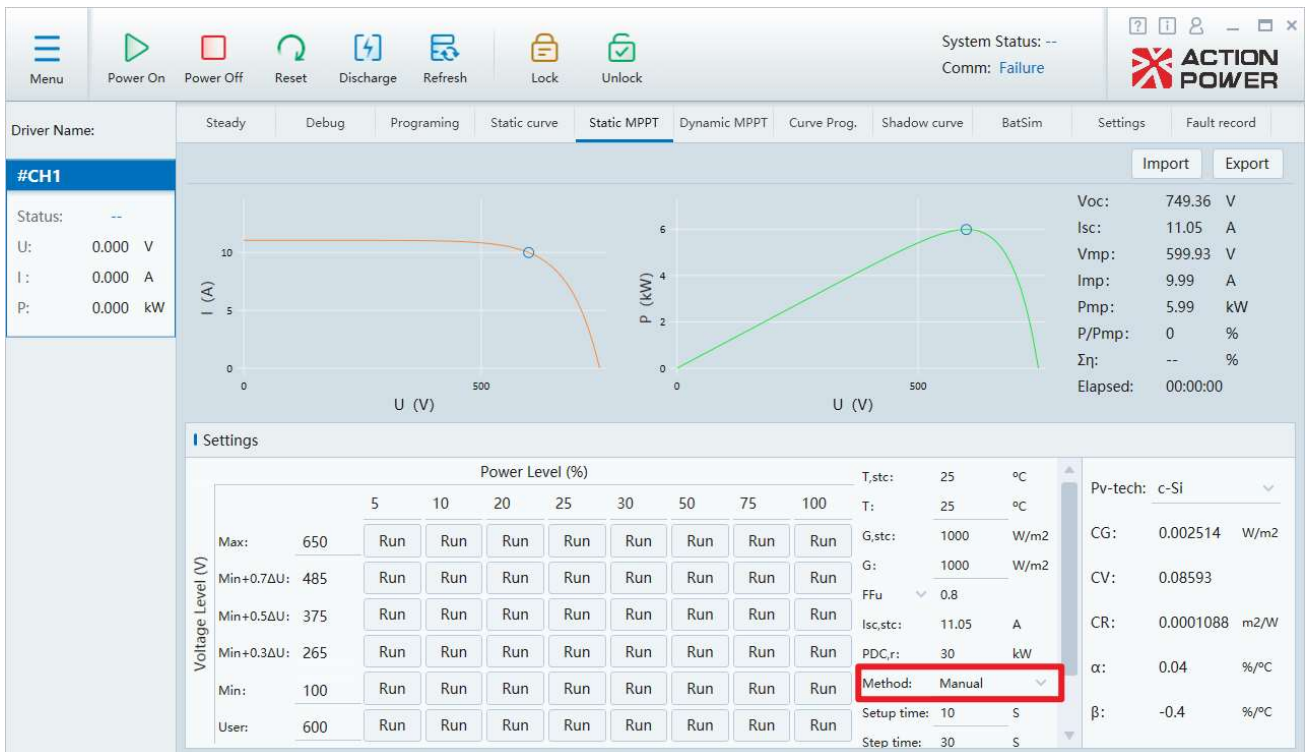 Menu Power On Power Off Reset Discharge Refresh Lock Unlock
System Status: --
Comm: Failure
? i
ACTION
POWER
Driver Name:
Steady Debug Programing Static curve Static MPPT Dynamic MPPT Curve Prog. Shadow curve BatSim Settings Fault record
#CH1
Status: --
U: 0.000 V
I : 0.000 A
P: 0.000 kW
Import Export
I (A)
10
5
0
0 500
U (V)
P (kW)
6
4
2
0
0 500
U (V)
Voc: 749.36 V
Isc: 11.05 A
Vmp: 599.93 V
Imp: 9.99 A
Pmp: 5.99 kW
P/Pmp: 0 %
Ση: -- %
Elapsed: 00:00:00
Settings
Power Level (%)
5 10 20 25 30 50 75 100
Voltage Level (V)
Max: 650 Run Run Run Run Run Run Run Run
Min+0.7ΔU: 485 Run Run Run Run Run Run Run Run
Min+0.5ΔU: 375 Run Run Run Run Run Run Run Run
Min+0.3ΔU: 265 Run Run Run Run Run Run Run Run
Min: 100 Run Run Run Run Run Run Run Run
User: 600 Run Run Run Run Run Run Run Run
T,stc: 25 ºC
T: 25 ºC
G,stc: 1000 W/m2
G: 1000 W/m2
FFu 0.8
Isc,stc: 11.05 A
PDC,r: 30 kW
Method: Manual
Setup time: 10 S
Step time: 30 S
Pv-tech: c-Si
CG: 0.002514 W/m2
CV: 0.08593
CR: 0.0001088 m2/W
α: 0.04 %/ºC
β: -0.4 %/ºC